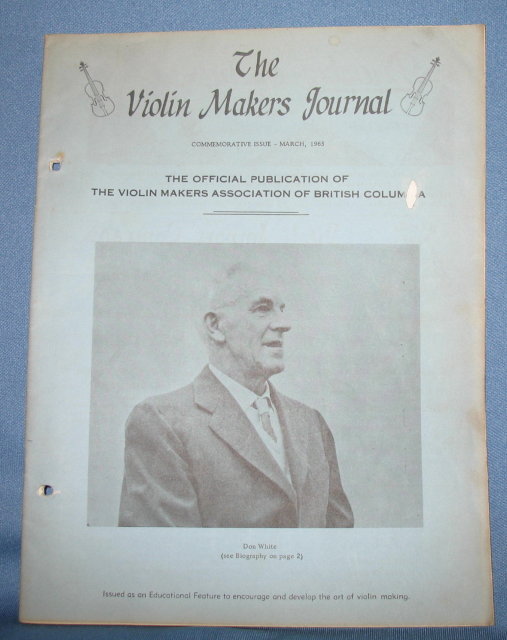 The
Violin Makers Journal
COMMEMORATIVE ISSUE - MARCH, 1963
THE OFFICIAL PUBLICATION OF
THE VIOLIN MAKERS ASSOCIATION OF BRITISH COLUM A
Don White
(see Biography on page 2)
Issued as an Educational Feature to encourage and develop the art of violin making.